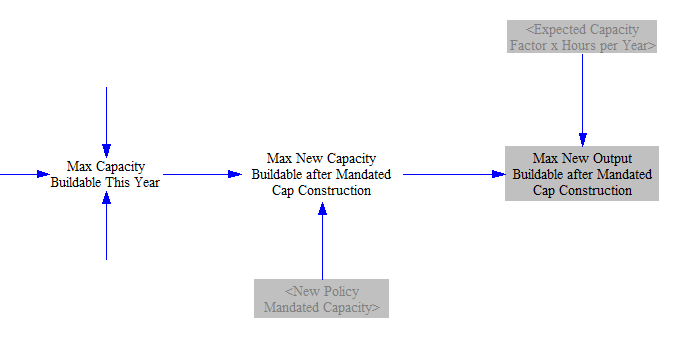 <Expected Capacity
Factor x Hours per Year>
Max Capacity
Buildable This Year
Max New Capacity
Buildable after Mandated
Cap Construction
Max New Output
Buildable after Mandated
Cap Construction
<New Policy
Mandated Capacity>